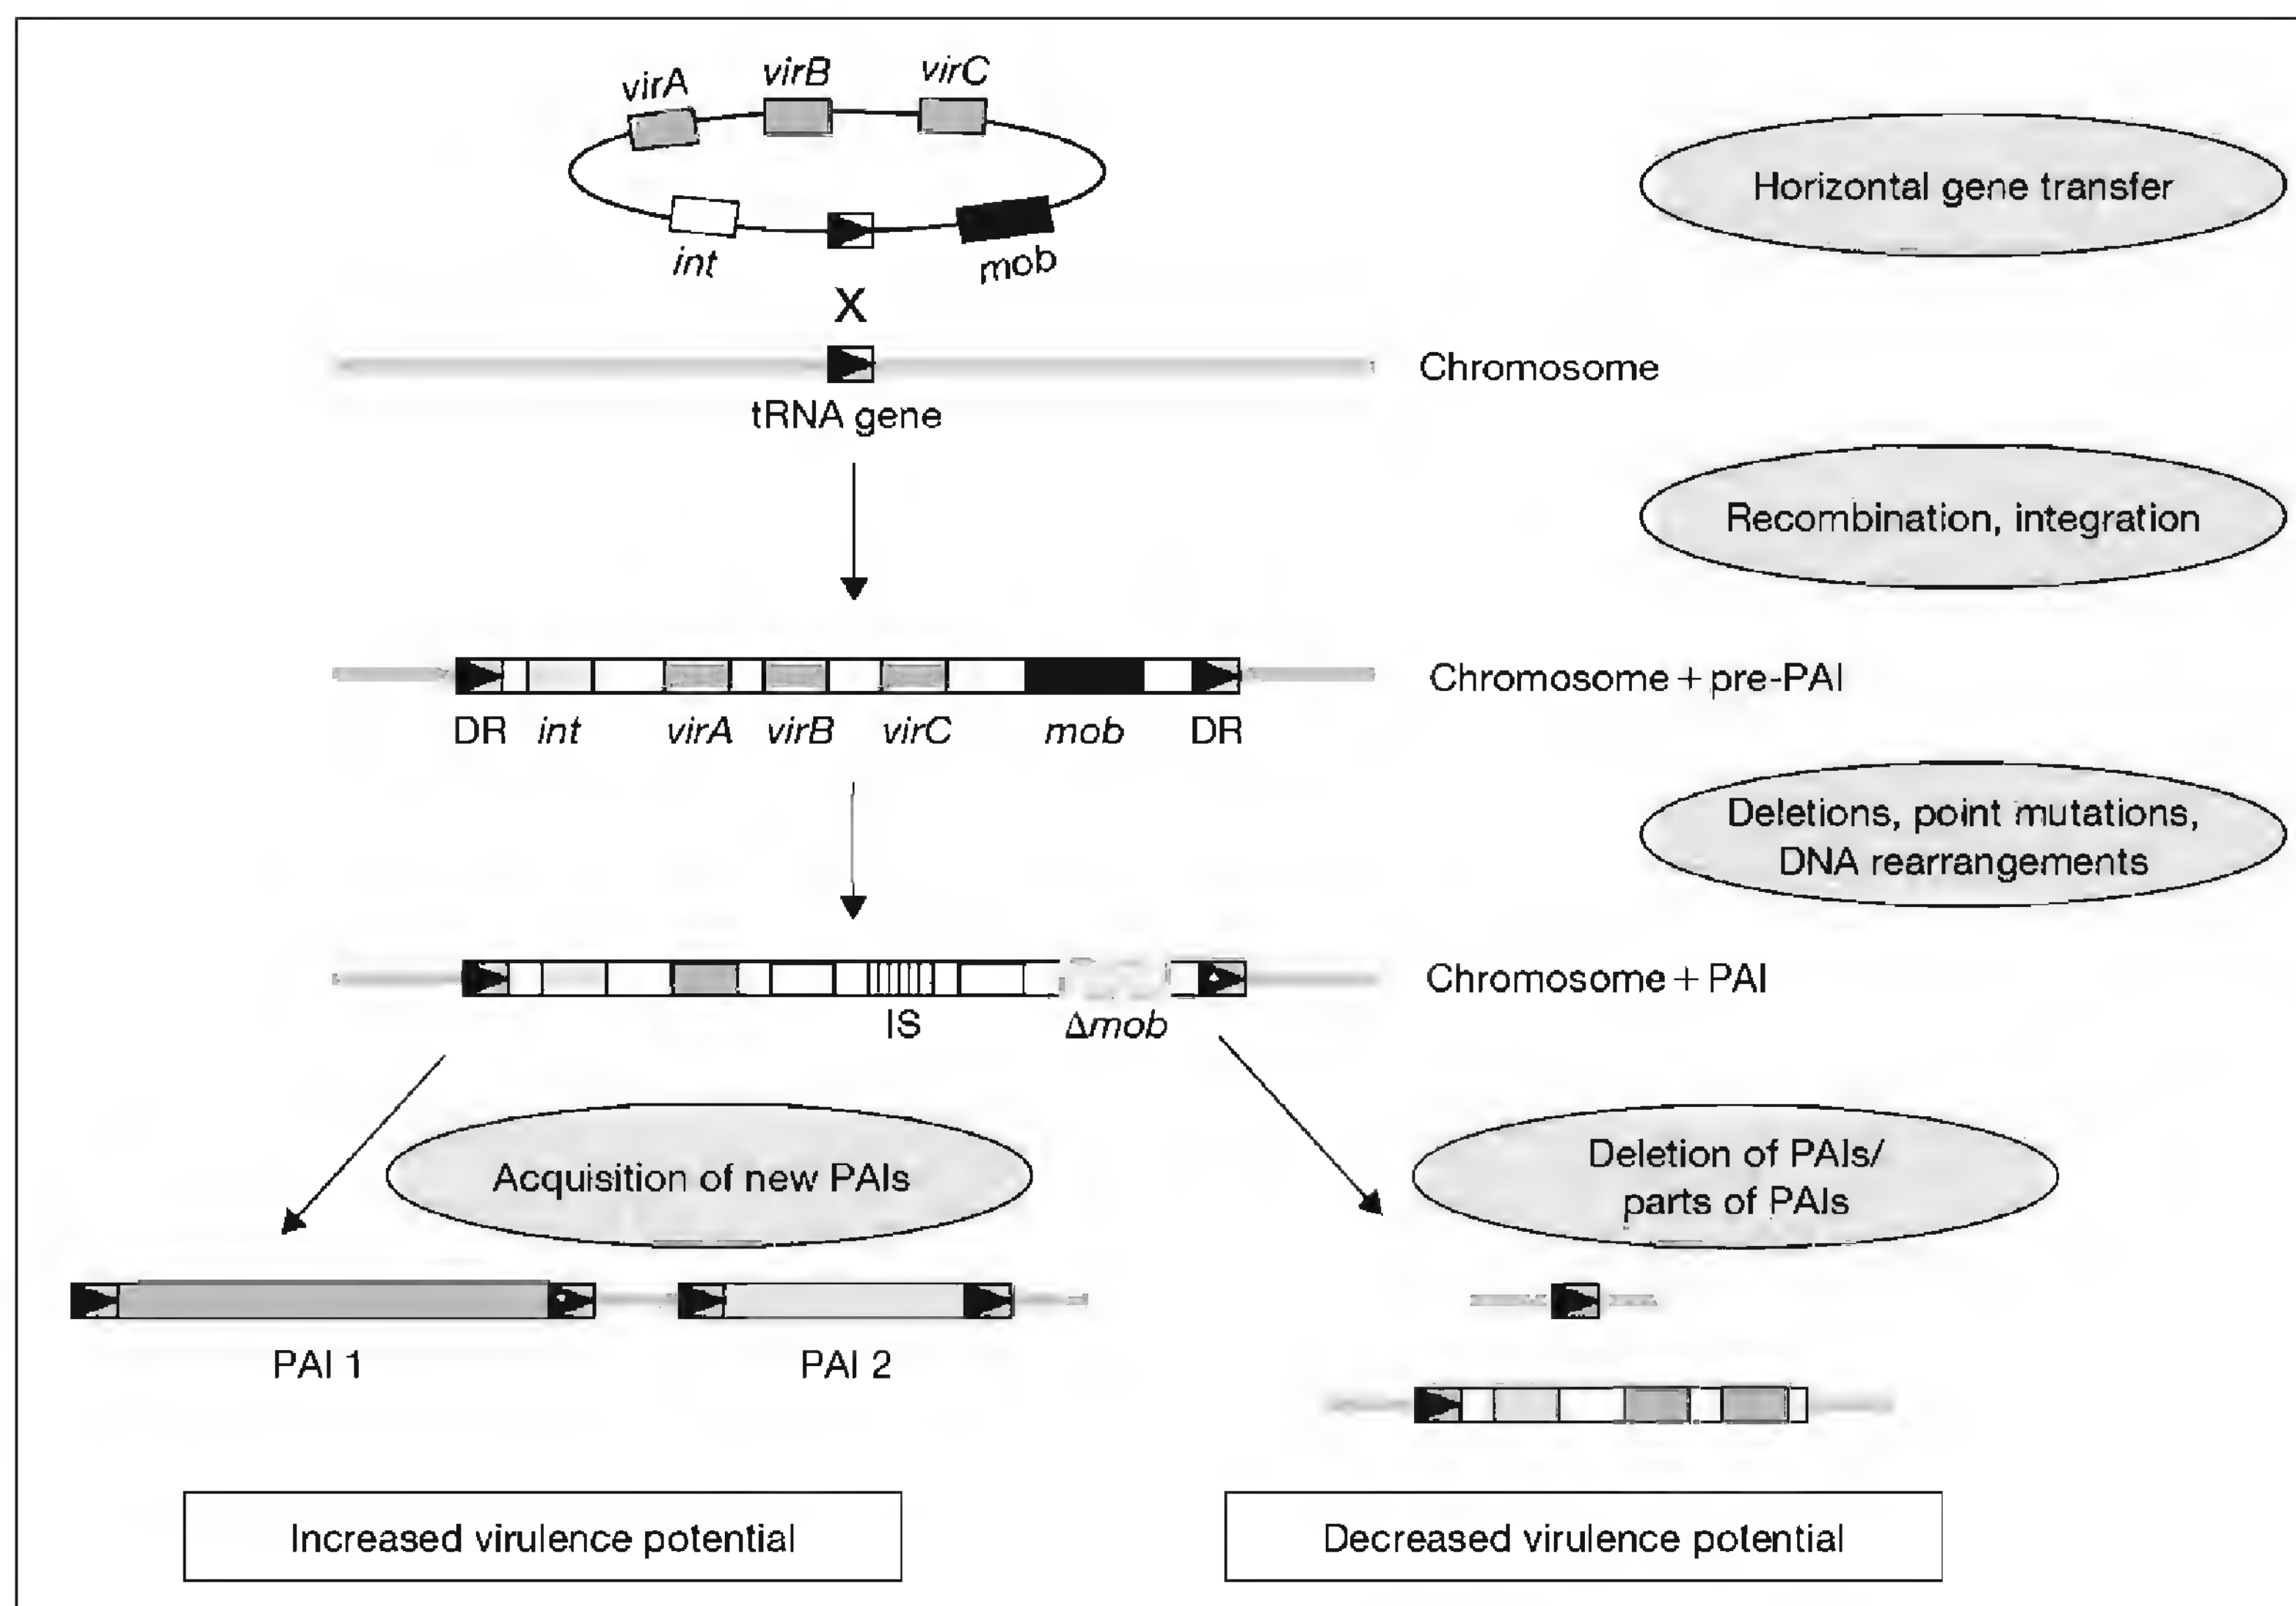 virA virB virC
Horizontal gene transfer
int mob
X
Chromosome
tRNA gene
Recombination, integration
Chromosome + pre-PAI
DR int virA virB virC mob DR
Deletions, point mutations,
DNA rearrangements
Chromosome + PAI
IS Δmob
Acquisition of new PAIs
Deletion of PAIs/
parts of PAIs
PAI 1 PAI 2
Increased virulence potential
Decreased virulence potential